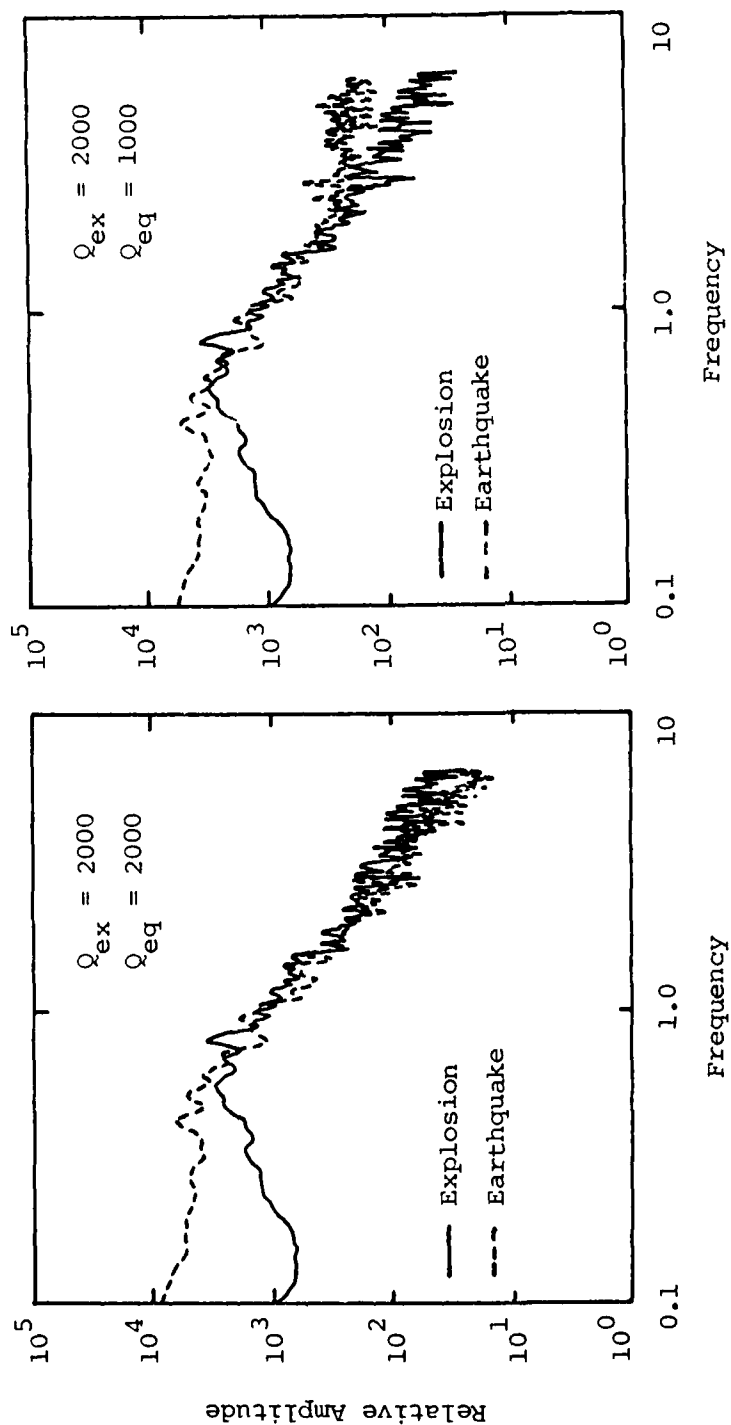 Relative Amplitude
10^5
10^4
10^3
10^2
10^1
10^0
Q_ex = 2000
Q_eq = 2000
Explosion
Earthquake
0.1
1.0
10
Frequency
10^5
10^4
10^3
10^2
10^1
10^0
Q_ex = 2000
Q_eq = 1000
Explosion
Earthquake
0.1
1.0
10
Frequency